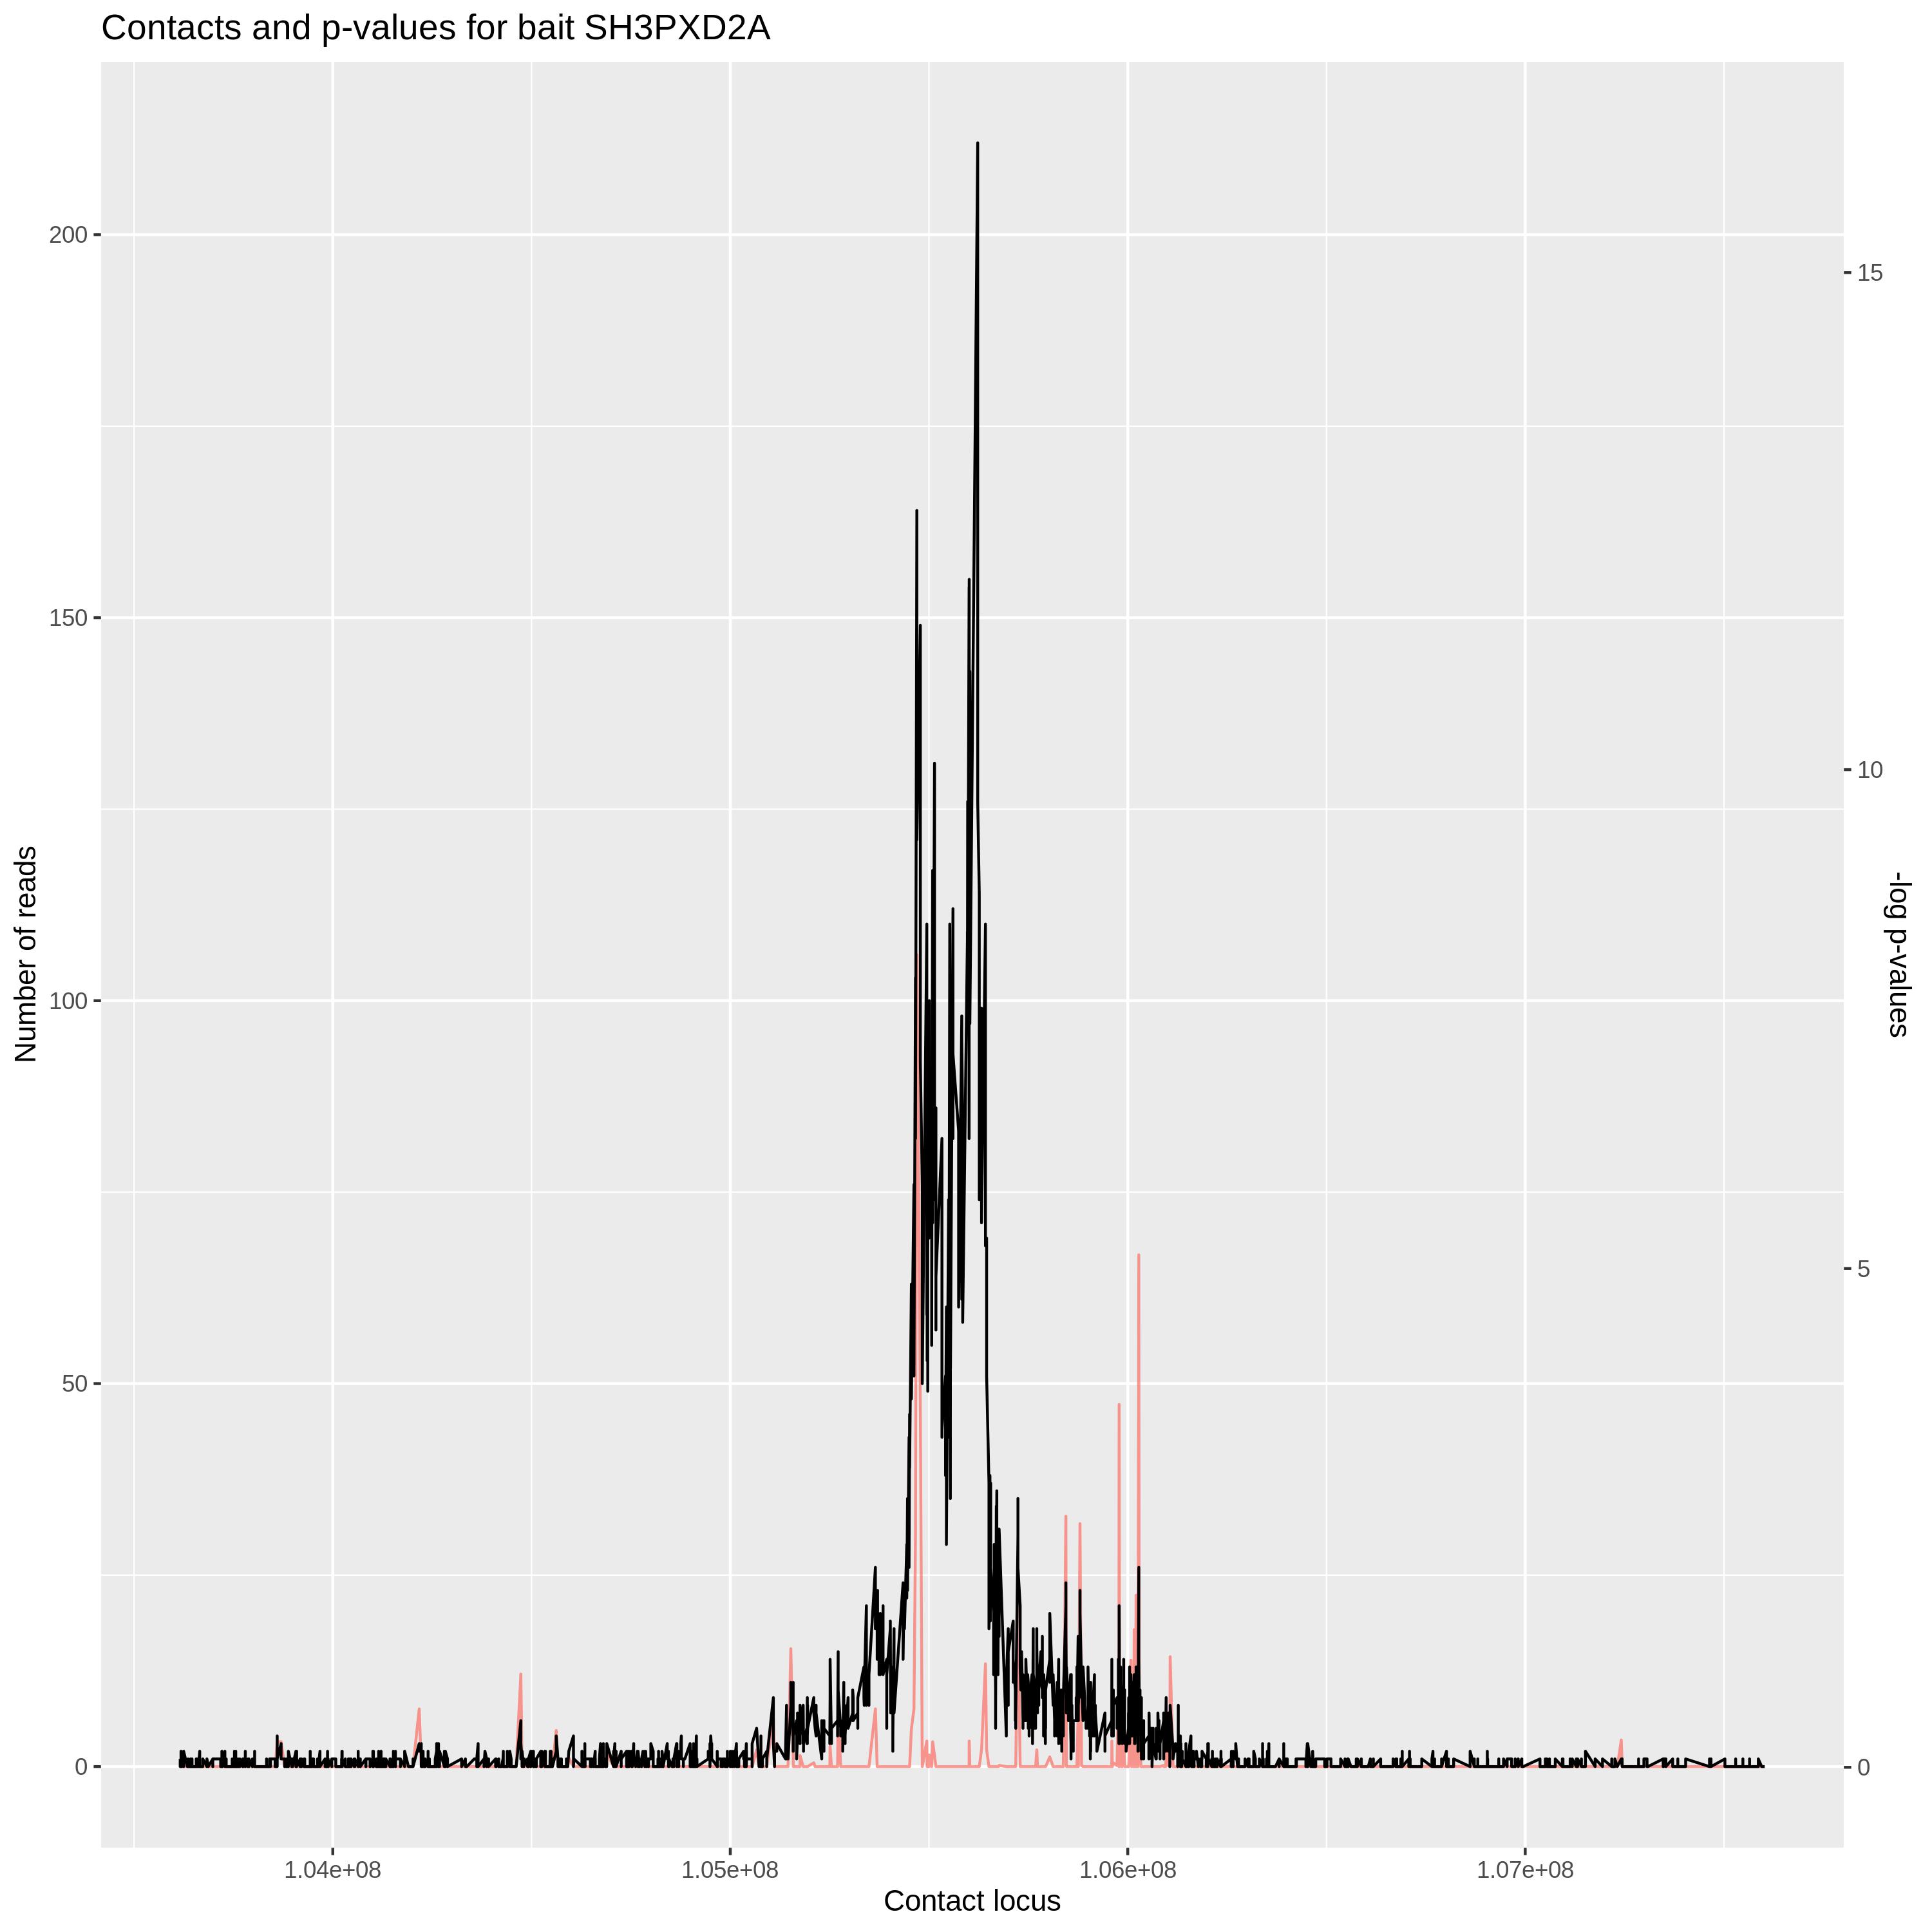 Contacts and p-values for bait SH3PXD2A
200
150
100
50
0
Number of reads
15
10
5
0
-log p-values
1.04e+08
1.05e+08
1.06e+08
1.07e+08
Contact locus